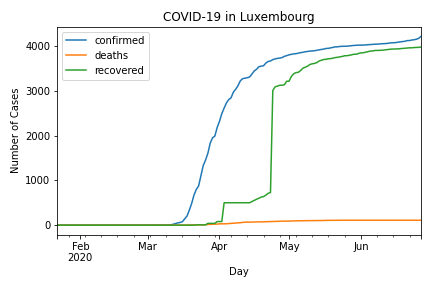 COVID-19 in Luxembourg
confirmed
deaths
recovered
Number of Cases
4000
3000
2000
1000
0
Feb
2020
Mar
Apr
May
Jun
Day